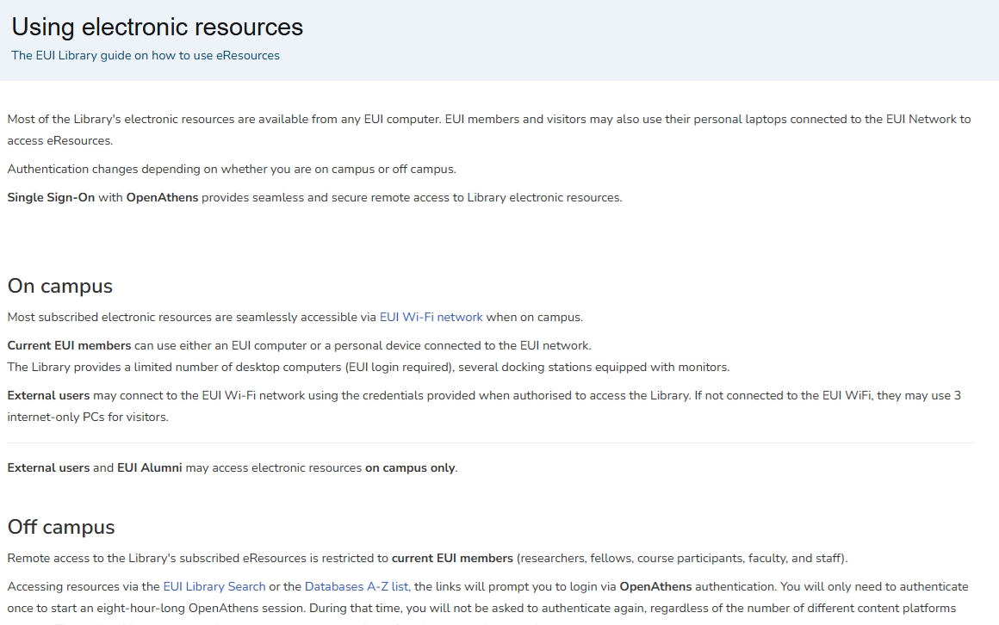 Using electronic resources
The EUI Library guide on how to use eResources
Most of the Library's electronic resources are available from any EUI computer. EUI members and visitors may also use their personal laptops connected to the EUI Network to
access eResources.
Authentication changes depending on whether you are on campus or off campus.
Single Sign-On with OpenAthens provides seamless and secure remote access to Library electronic resources.
On campus
Most subscribed electronic resources are seamlessly accessible via EUI Wi-Fi network when on campus.
Current EUI members can use either an EUI computer or a personal device connected to the EUI network.
The Library provides a limited number of desktop computers (EUI login required), several docking stations equipped with monitors.
External users may connect to the EUI Wi-Fi network using the credentials provided when authorised to access the Library. If not connected to the EUI WiFi, they may use 3
internet-only PCs for visitors.
External users and EUI Alumni may access electronic resources on campus only.
Off campus
Remote access to the Library's subscribed eResources is restricted to current EUI members (researchers, fellows, course participants, faculty, and staff).
Accessing resources via the EUI Library Search or the Databases A-Z list, the links will prompt you to login via OpenAthens authentication. You will only need to authenticate
once to start an eight-hour-long OpenAthens session. During that time, you will not be asked to authenticate again, regardless of the number of different content platforms